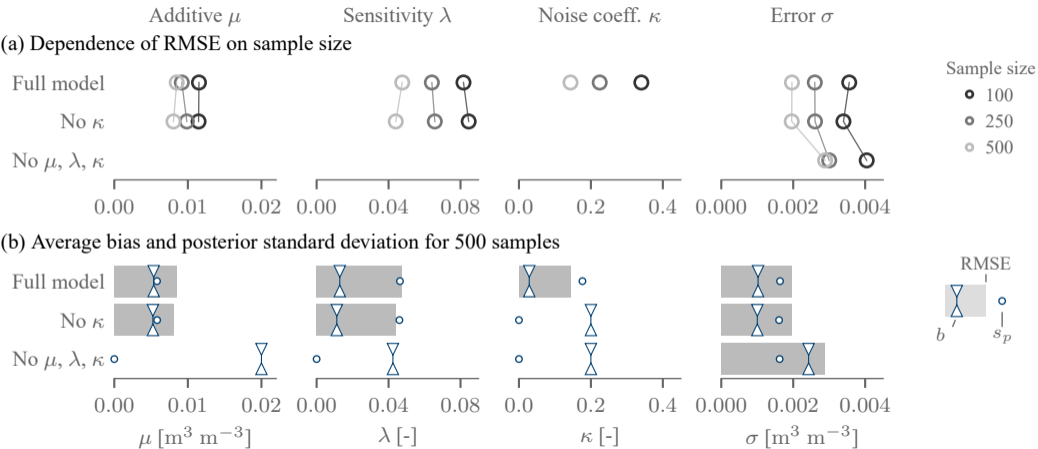 Additive μ Sensitivity λ Noise coeff. κ Error σ
(a) Dependence of RMSE on sample size
Full model
No κ
No μ, λ, κ
Sample size
100
250
500
0.00 0.01 0.02 0.00 0.04 0.08 0.0 0.2 0.4 0.000 0.002 0.004
(b) Average bias and posterior standard deviation for 500 samples
Full model
No κ
No μ, λ, κ
RMSE
b s_p
0.00 0.01 0.02 0.00 0.04 0.08 0.0 0.2 0.4 0.000 0.002 0.004
μ [m³ m⁻³] λ [-] κ [-] σ [m³ m⁻³]